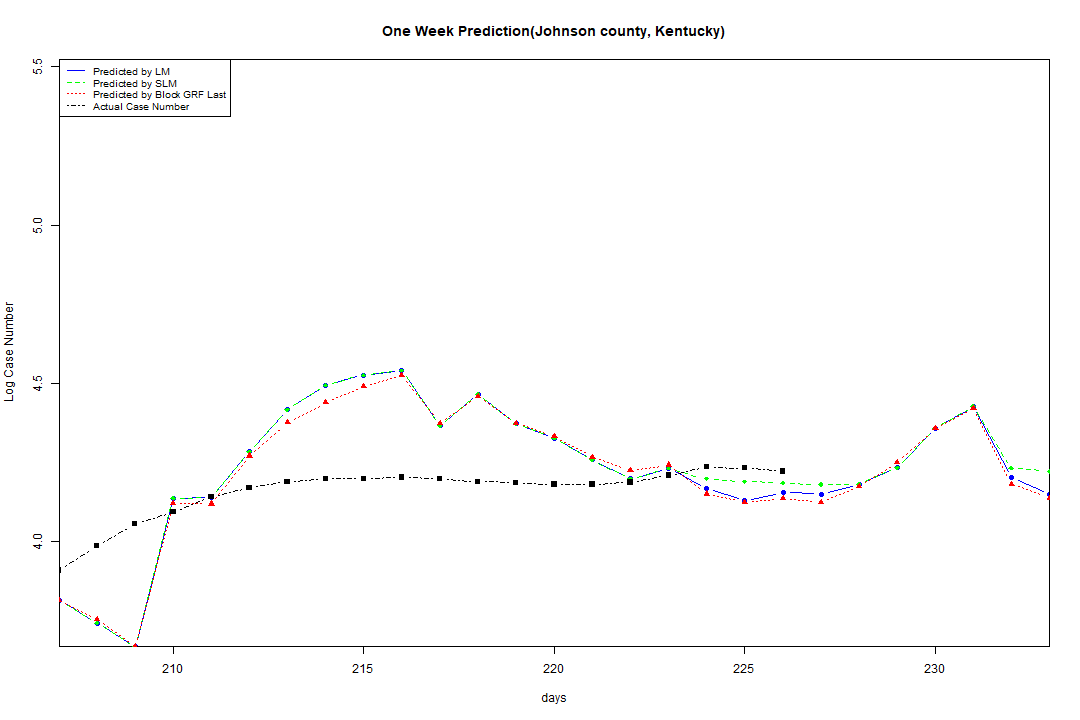 One Week Prediction(Johnson county, Kentucky)
Predicted by LM
Predicted by SLM
Predicted by Block GRF Last
Actual Case Number
5.5
5.0
4.5
4.0
Log Case Number
210
215
220
225
230
days